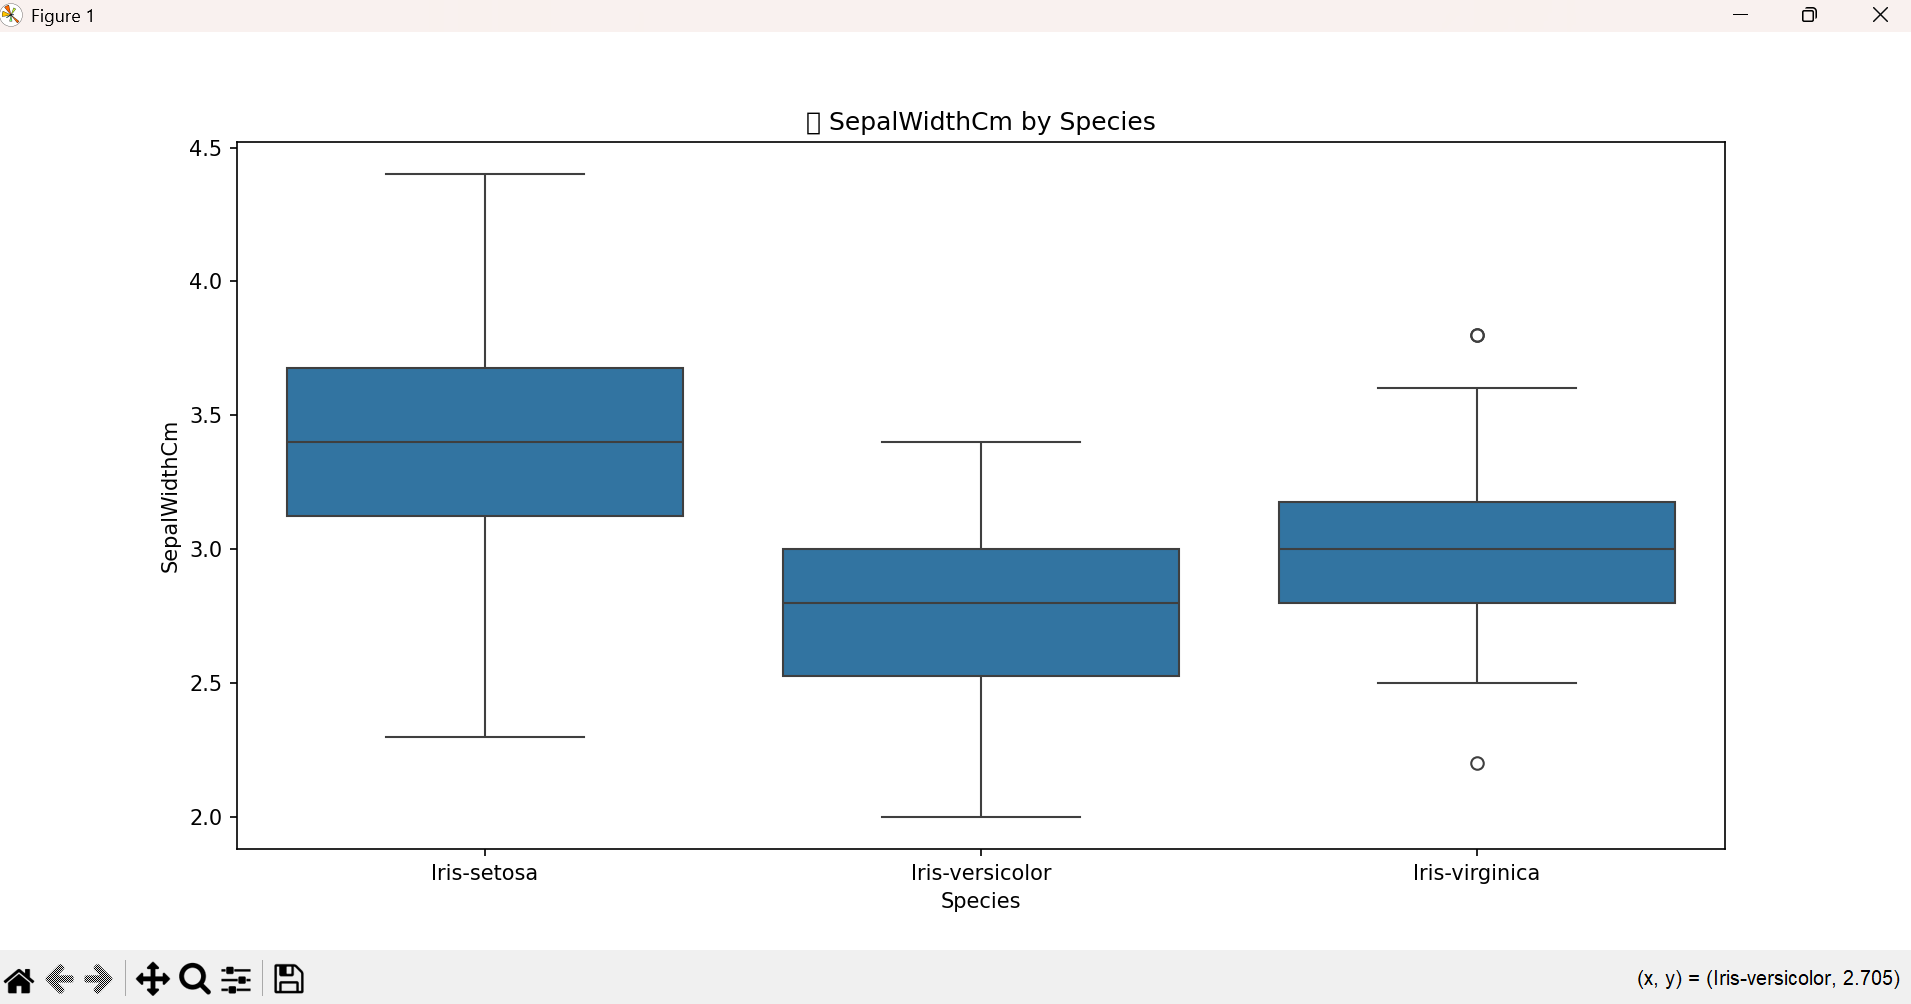 Figure 1
▯ SepalWidthCm by Species
4.5
4.0
3.5
3.0
2.5
2.0
SepalWidthCm
Iris-setosa
Iris-versicolor
Iris-virginica
Species
(x, y) = (Iris-versicolor, 2.705)